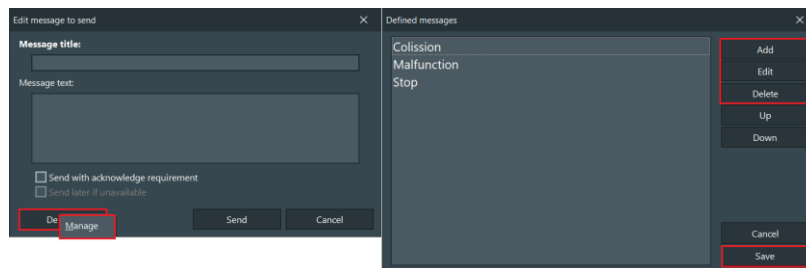 Edit message to send
Message title:
Message text:
Send with acknowledge requirement
Send later if unavailable
Manage
Send
Cancel
Defined messages
Colission
Malfunction
Stop
Add
Edit
Delete
Up
Down
Cancel
Save